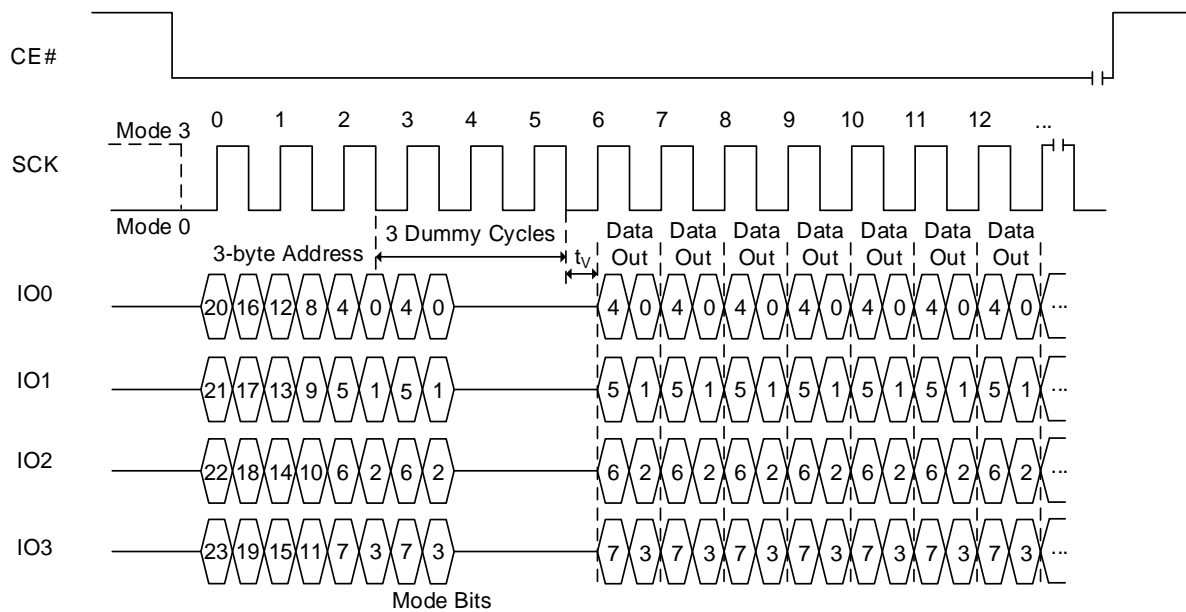 CE#
0 1 2 3 4 5 6 7 8 9 10 11 12 ...
Mode 3
SCK
Mode 0
3-byte Address
3 Dummy Cycles
tV
Data Out Data Out Data Out Data Out Data Out Data Out Data Out
IO0 20 16 12 8 4 0 4 0 4 0 4 0 4 0 4 0 4 0 4 0 4 0 ...
IO1 21 17 13 9 5 1 5 1 5 1 5 1 5 1 5 1 5 1 5 1 5 1 ...
IO2 22 18 14 10 6 2 6 2 6 2 6 2 6 2 6 2 6 2 6 2 6 2 ...
IO3 23 19 15 11 7 3 7 3 7 3 7 3 7 3 7 3 7 3 7 3 7 3 ...
Mode Bits